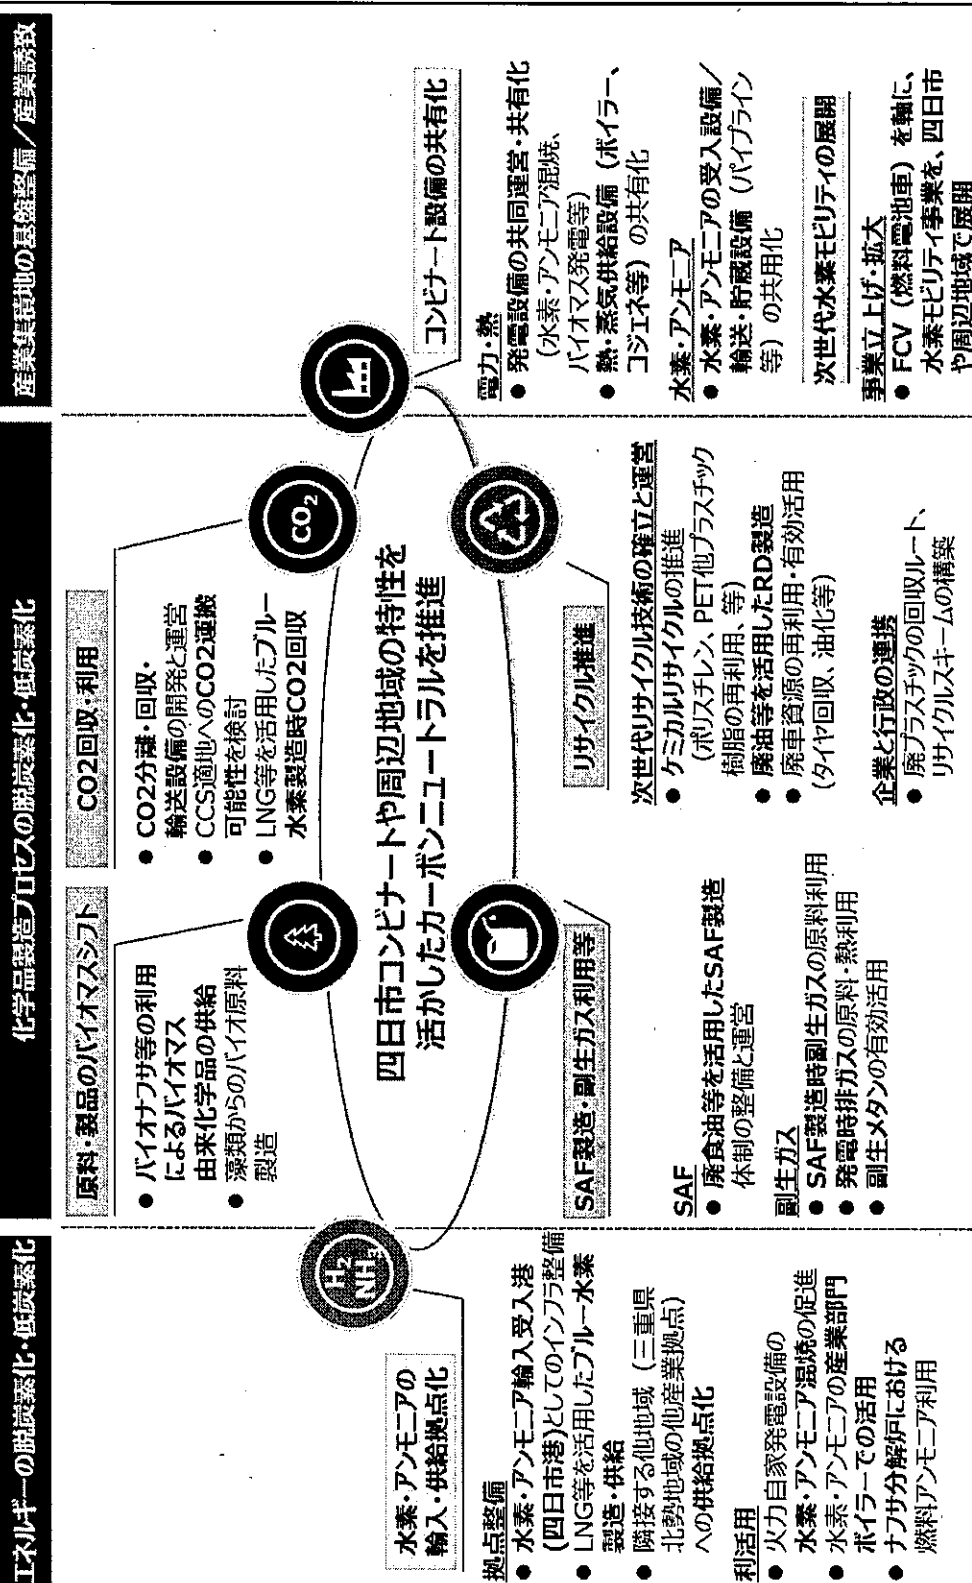 エネルギーの脱炭素化・低炭素化
化学品製造プロセスの脱炭素化・低炭素化
産業集積地の基盤整備/産業誘致
水素・アンモニアの
輸入・供給拠点化
H2
NH3
拠点整備
● 水素・アンモニア輸入受入港
(四日市港)としてのインフラ整備
● LNG等を活用したブルー水素
製造・供給
● 隣接する他地域(三重県
北勢地域の他産業拠点)
への供給拠点化
利活用
● 火力自家発電設備の
水素・アンモニア混焼の促進
● 水素・アンモニアの産業部門
ボイラーでの活用
● ナフサ分解炉における
燃料アンモニア利用
原料・製品のバイオマスシフト
● バイオナフサ等の利用
によるバイオマス
由来化学品の供給
● 藻類からのバイオ原料
製造
CO2回収・利用
● CO2分離・回収・
輸送設備の開発と運営
● CCS適地へのCO2運搬
可能性を検討
● LNG等を活用したブルー
水素製造時CO2回収
CO2
四日市コンビナートや周辺地域の特性を
活かしたカーボンニュートラルを推進
SAF製造・副生ガス利用等
SAF
● 廃食油等を活用したSAF製造
体制の整備と運営
副生ガス
● SAF製造時副生ガスの原料利用
● 発電時排ガスの原料・熱利用
● 副生メタンの有効活用
リサイクル推進
次世代リサイクル技術の確立と運営
● ケミカルリサイクルの推進
(ポリスチレン、PET他プラスチック
樹脂の再利用、等)
● 廃油等を活用したRD製造
● 廃車資源の再利用・有効活用
(タイヤ回収、油化等)
企業と行政の連携
● 廃プラスチックの回収ルート、
リサイクルスキームの構築
コンビナート設備の共有化
電力・熱
● 発電設備の共同運営・共有化
(水素・アンモニア混焼、
バイオマス発電等)
● 熱・蒸気供給設備(ボイラー、
コジェネ等)の共有化
水素・アンモニア
● 水素・アンモニアの受入設備/
輸送・貯蔵設備(パイプライン
等)の共用化
次世代水素モビリティの展開
事業立上げ・拡大
● FCV(燃料電池車)を軸に、
水素モビリティ事業を、四日市
や周辺地域で展開